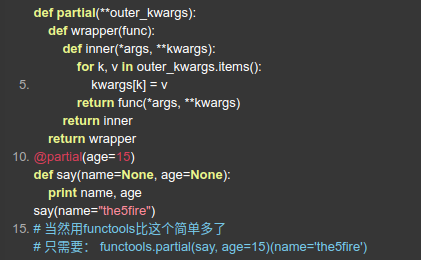 def partial(**outer_kwargs):
    def wrapper(func):
        def inner(*args, **kwargs):
            for k, v in outer_kwargs.items():
5.                kwargs[k] = v
            return func(*args, **kwargs)
        return inner
    return wrapper
10. @partial(age=15)
def say(name=None, age=None):
    print name, age
say(name="the5fire")
15. # 当然用functools比这个简单多了
# 只需要： functools.partial(say, age=15)(name='the5fire')